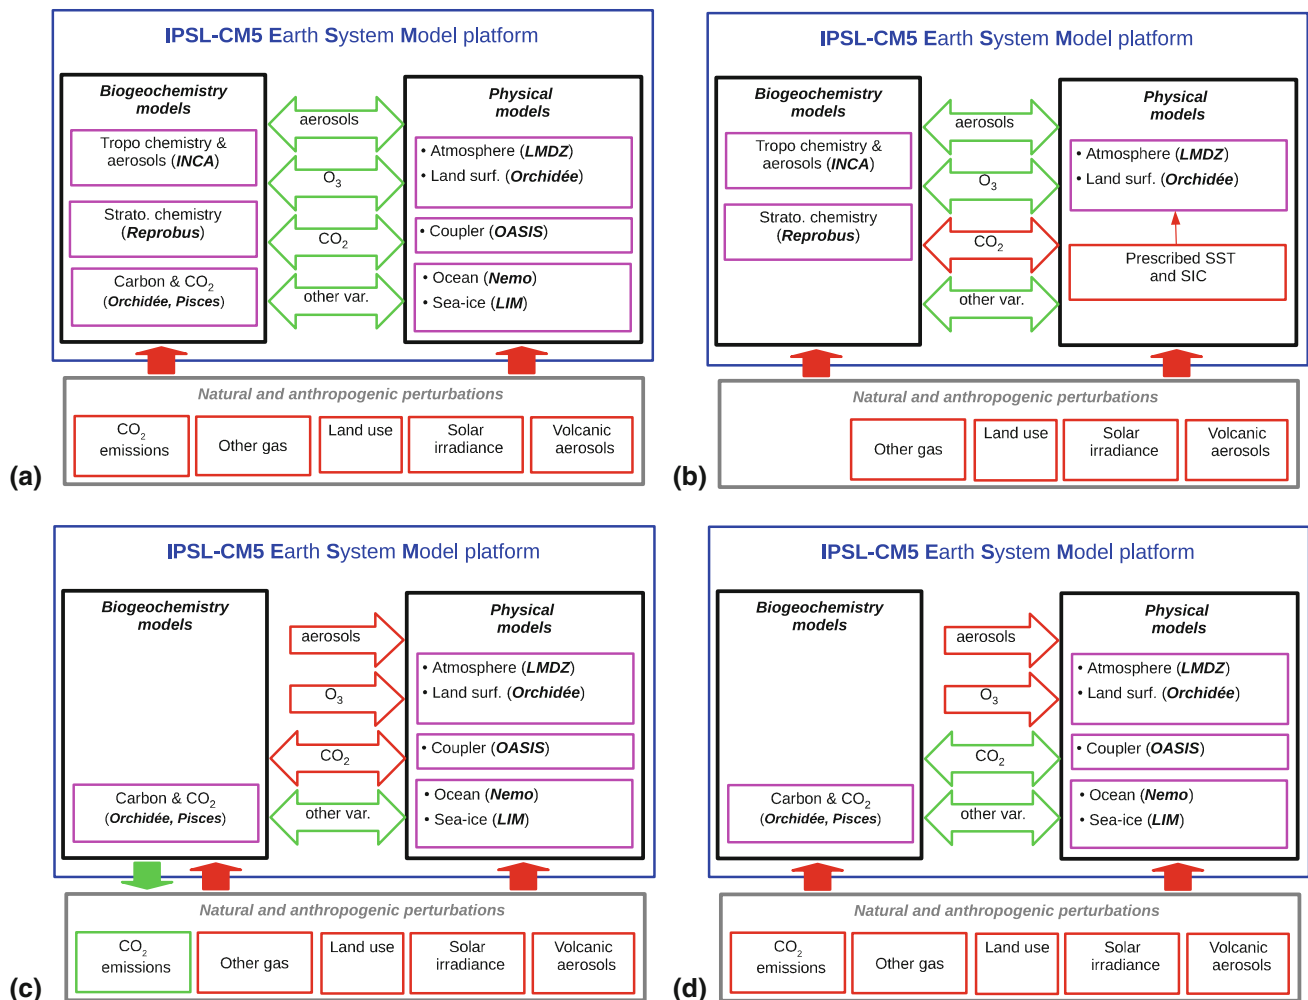 IPSL-CM5 Earth System Model platform
Biogeochemistry
models
Tropo chemistry &
aerosols (INCA)
Strato. chemistry
(Reprobus)
Carbon & CO2
(Orchidée, Pisces)
aerosols
O3
CO2
other var.
Physical
models
• Atmosphere (LMDZ)
• Land surf. (Orchidée)
• Coupler (OASIS)
• Ocean (Nemo)
• Sea-ice (LIM)
Natural and anthropogenic perturbations
CO2
emissions
Other gas
Land use
Solar
irradiance
Volcanic
aerosols
(a)
IPSL-CM5 Earth System Model platform
Biogeochemistry
models
Tropo chemistry &
aerosols (INCA)
Strato. chemistry
(Reprobus)
aerosols
O3
CO2
other var.
Physical
models
• Atmosphere (LMDZ)
• Land surf. (Orchidée)
Prescribed SST
and SIC
Natural and anthropogenic perturbations
Other gas
Land use
Solar
irradiance
Volcanic
aerosols
(b)
IPSL-CM5 Earth System Model platform
Biogeochemistry
models
Carbon & CO2
(Orchidée, Pisces)
aerosols
O3
CO2
other var.
Physical
models
• Atmosphere (LMDZ)
• Land surf. (Orchidée)
• Coupler (OASIS)
• Ocean (Nemo)
• Sea-ice (LIM)
Natural and anthropogenic perturbations
CO2
emissions
Other gas
Land use
Solar
irradiance
Volcanic
aerosols
(c)
IPSL-CM5 Earth System Model platform
Biogeochemistry
models
Carbon & CO2
(Orchidée, Pisces)
aerosols
O3
CO2
other var.
Physical
models
• Atmosphere (LMDZ)
• Land surf. (Orchidée)
• Coupler (OASIS)
• Ocean (Nemo)
• Sea-ice (LIM)
Natural and anthropogenic perturbations
CO2
emissions
Other gas
Land use
Solar
irradiance
Volcanic
aerosols
(d)